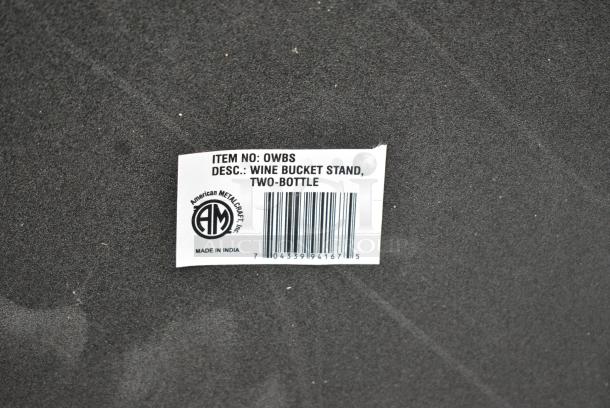 ITEM NO: OWBS
DESC.: WINE BUCKET STAND,
TWO-BOTTLE
American METALCRAFT, Inc.
AM
MADE IN INDIA
7 04339 94167 5